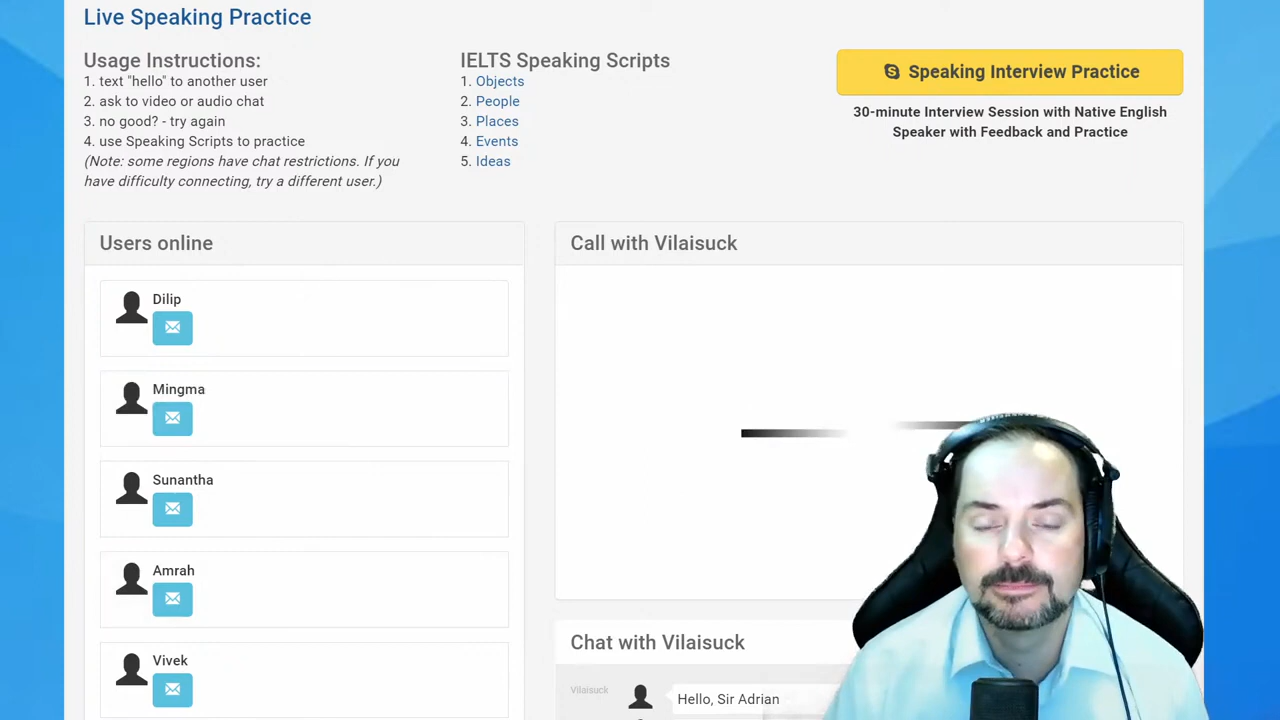 Live Speaking Practice
Usage Instructions:
1. text "hello" to another user
2. ask to video or audio chat
3. no good? - try again
4. use Speaking Scripts to practice
(Note: some regions have chat restrictions. If you
have difficulty connecting, try a different user.)
IELTS Speaking Scripts
1. Objects
2. People
3. Places
4. Events
5. Ideas
Speaking Interview Practice
30-minute Interview Session with Native English
Speaker with Feedback and Practice
Users online
Dilip
Mingma
Sunantha
Amrah
Vivek
Call with Vilaisuck
Chat with Vilaisuck
Vilaisuck
Hello, Sir Adrian